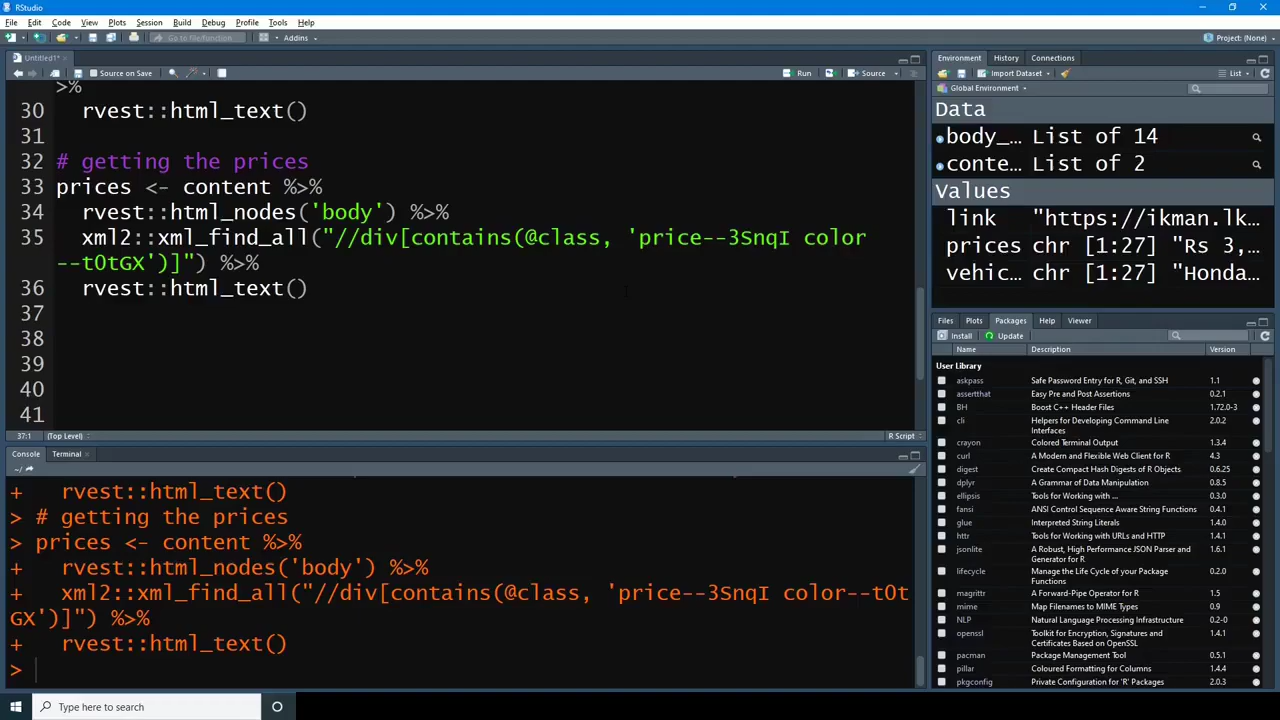 RStudio
File Edit Code View Plots Session Build Debug Profile Tools Help
Go to file/function Addins Project: (None)
Untitled1*
Source on Save Run Source
>%
30 rvest::html_text()
31
32 # getting the prices
33 prices <- content %>%
34 rvest::html_nodes('body') %>%
35 xml2::xml_find_all("//div[contains(@class, 'price--3SnqI color
--tOtGX')]") %>%
36 rvest::html_text()
37
38
39
40
41
37:1 (Top Level) R Script
Console Terminal
~/
+ rvest::html_text()
> # getting the prices
> prices <- content %>%
+ rvest::html_nodes('body') %>%
+ xml2::xml_find_all("//div[contains(@class, 'price--3SnqI color--tOt
GX')]") %>%
+ rvest::html_text()
>
Environment History Connections
Import Dataset List
Global Environment
Data
body_… List of 14
conte… List of 2
Values
link "https://ikman.lk…
prices chr [1:27] "Rs 3,…
vehic… chr [1:27] "Honda…
Files Plots Packages Help Viewer
Install Update
Name Description Version
User Library
askpass Safe Password Entry for R, Git, and SSH 1.1
assertthat Easy Pre and Post Assertions 0.2.1
BH Boost C++ Header Files 1.72.0-3
cli Helpers for Developing Command Line Interfaces 2.0.2
crayon Colored Terminal Output 1.3.4
curl A Modern and Flexible Web Client for R 4.3
digest Create Compact Hash Digests of R Objects 0.6.25
dplyr A Grammar of Data Manipulation 0.8.5
ellipsis Tools for Working with ... 0.3.0
fansi ANSI Control Sequence Aware String Functions 0.4.1
glue Interpreted String Literals 1.4.0
httr Tools for Working with URLs and HTTP 1.4.1
jsonlite A Robust, High Performance JSON Parser and Generator for R 1.6.1
lifecycle Manage the Life Cycle of your Package Functions 0.2.0
magrittr A Forward-Pipe Operator for R 1.5
mime Map Filenames to MIME Types 0.9
NLP Natural Language Processing Infrastructure 0.2-0
openssl Toolkit for Encryption, Signatures and Certificates Based on OpenSSL 1.4.1
pacman Package Management Tool 0.5.1
pillar Coloured Formatting for Columns 1.4.4
pkgconfig Private Configuration for 'R' Packages 2.0.3
Type here to search